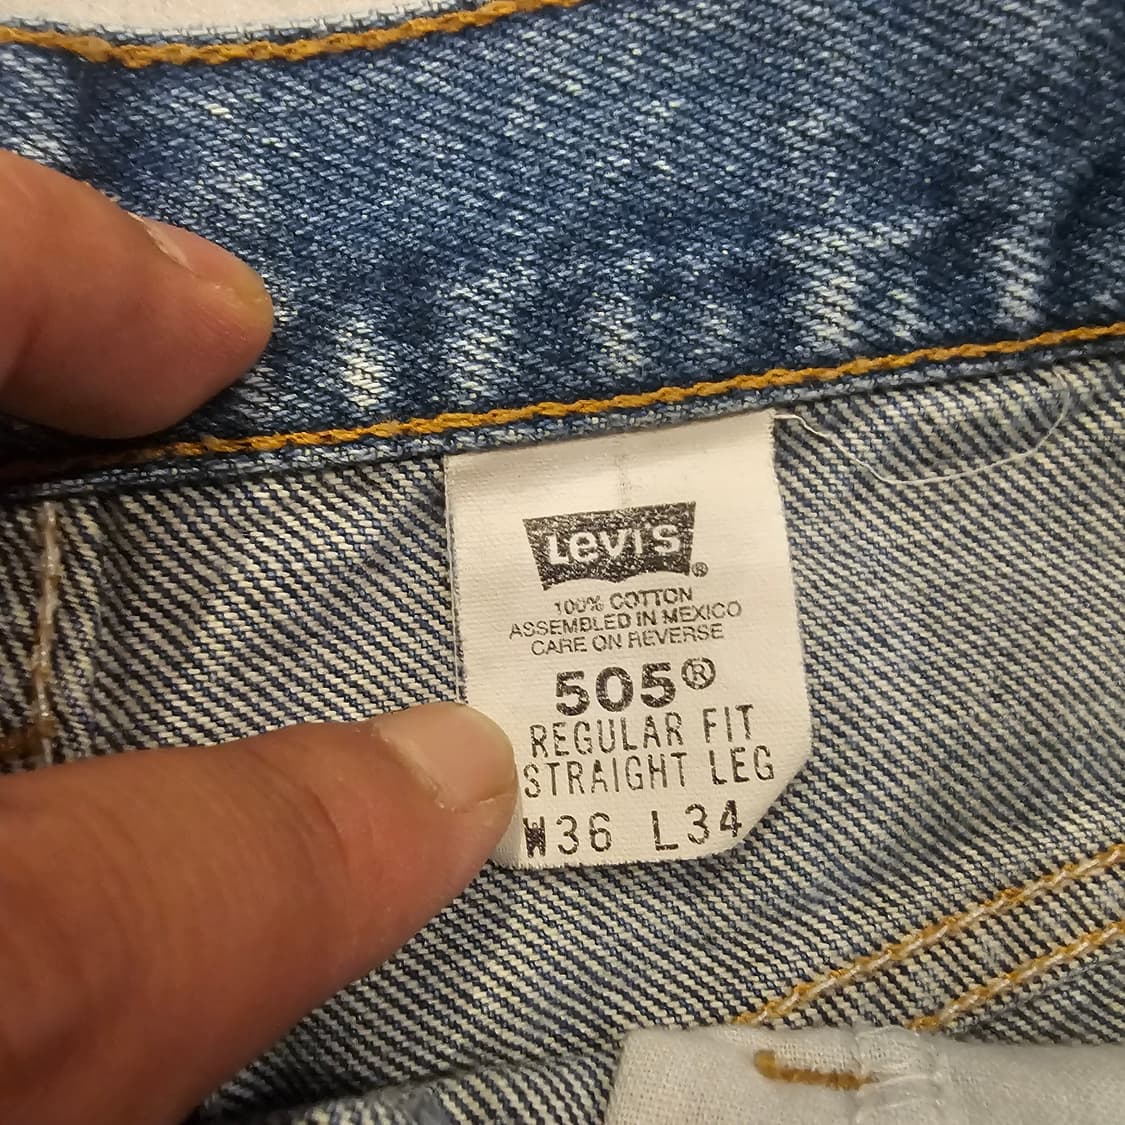 LEVI'S ®
100% COTTON
ASSEMBLED IN MEXICO
CARE ON REVERSE
505®
REGULAR FIT
STRAIGHT LEG
W36 L34